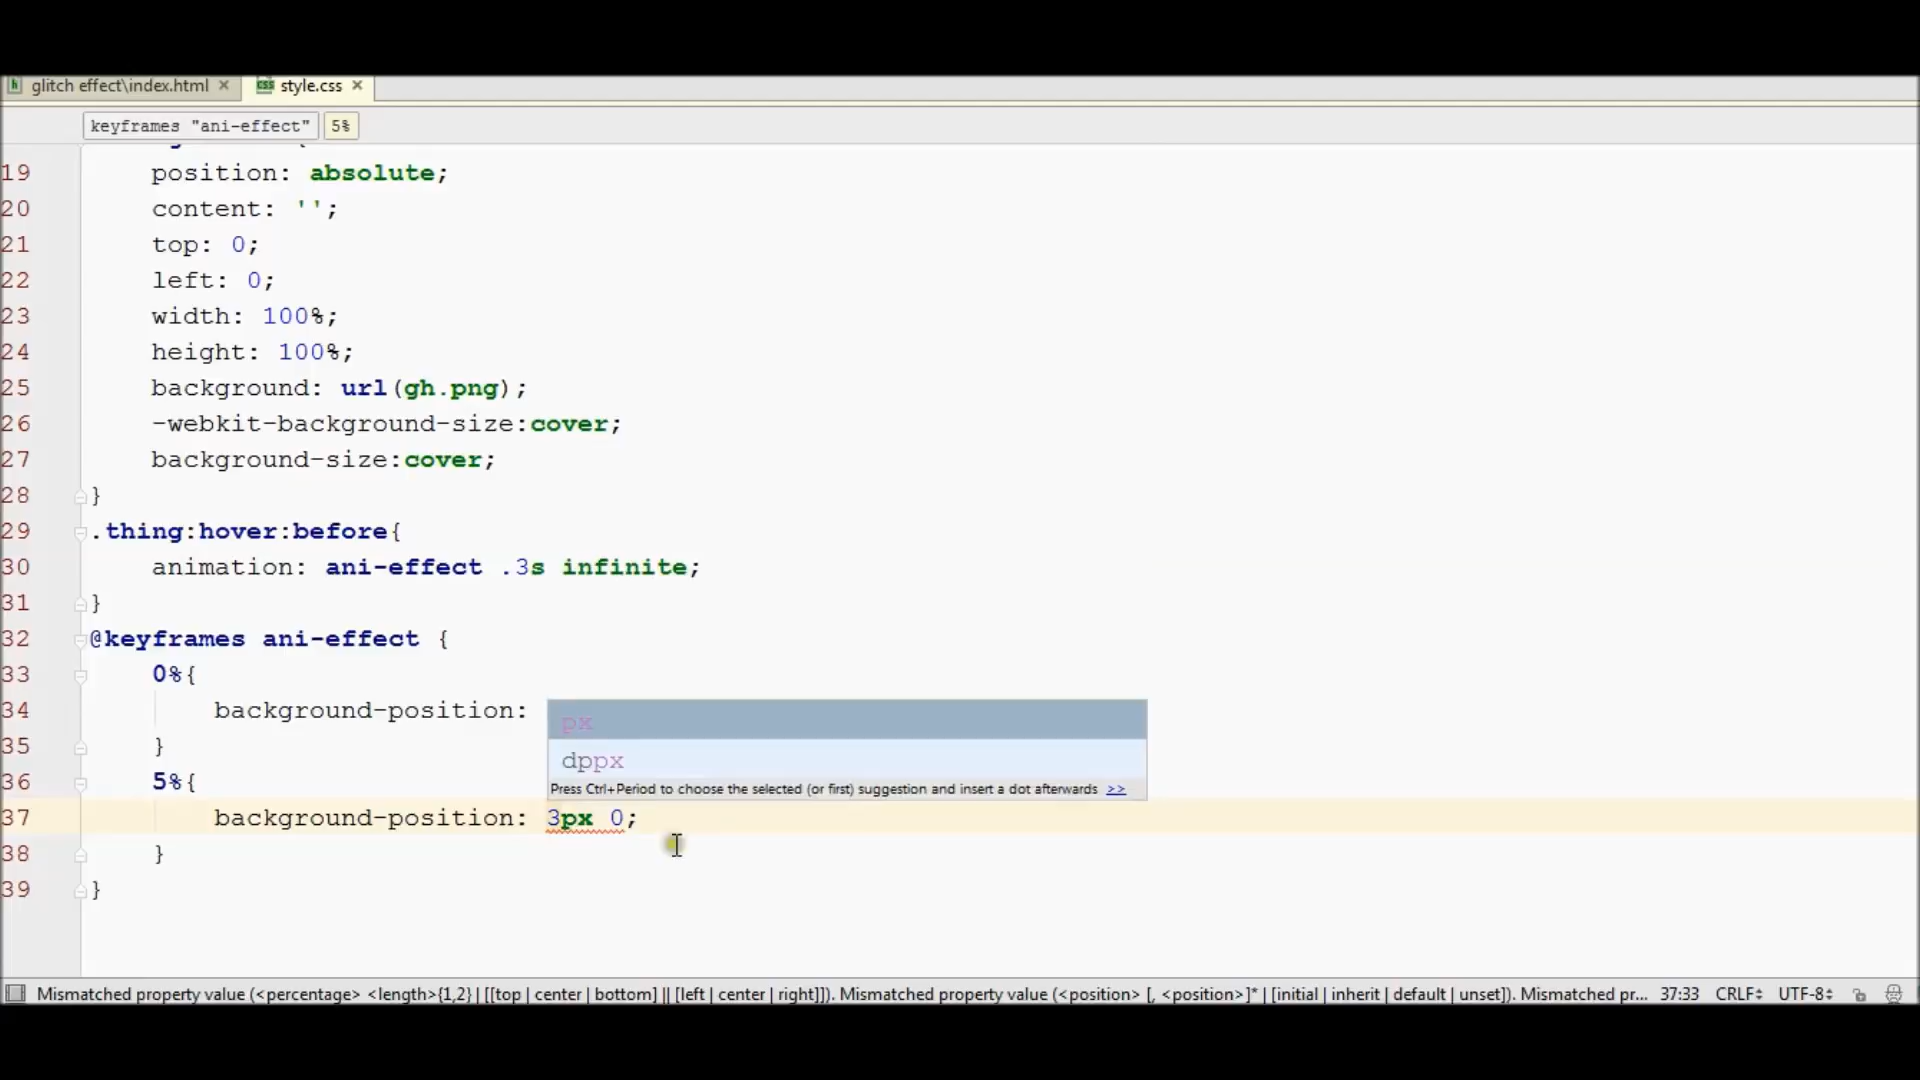 glitch effect\index.html style.css
keyframes "ani-effect" 5%
19 position: absolute;
20 content: '';
21 top: 0;
22 left: 0;
23 width: 100%;
24 height: 100%;
25 background: url(gh.png);
26 -webkit-background-size:cover;
27 background-size:cover;
28 }
29 .thing:hover:before{
30 animation: ani-effect .3s infinite;
31 }
32 @keyframes ani-effect {
33 0%{
34 background-position:
px
35 }
dppx
36 5%{
Press Ctrl+Period to choose the selected (or first) suggestion and insert a dot afterwards >>
37 background-position: 3px 0;
38 }
39 }
Mismatched property value (<percentage> <length>{1,2} | [[top | center | bottom] || [left | center | right]]). Mismatched property value (<position> [, <position>]* | [initial | inherit | default | unset]). Mismatched pr... 37:33 CRLF UTF-8